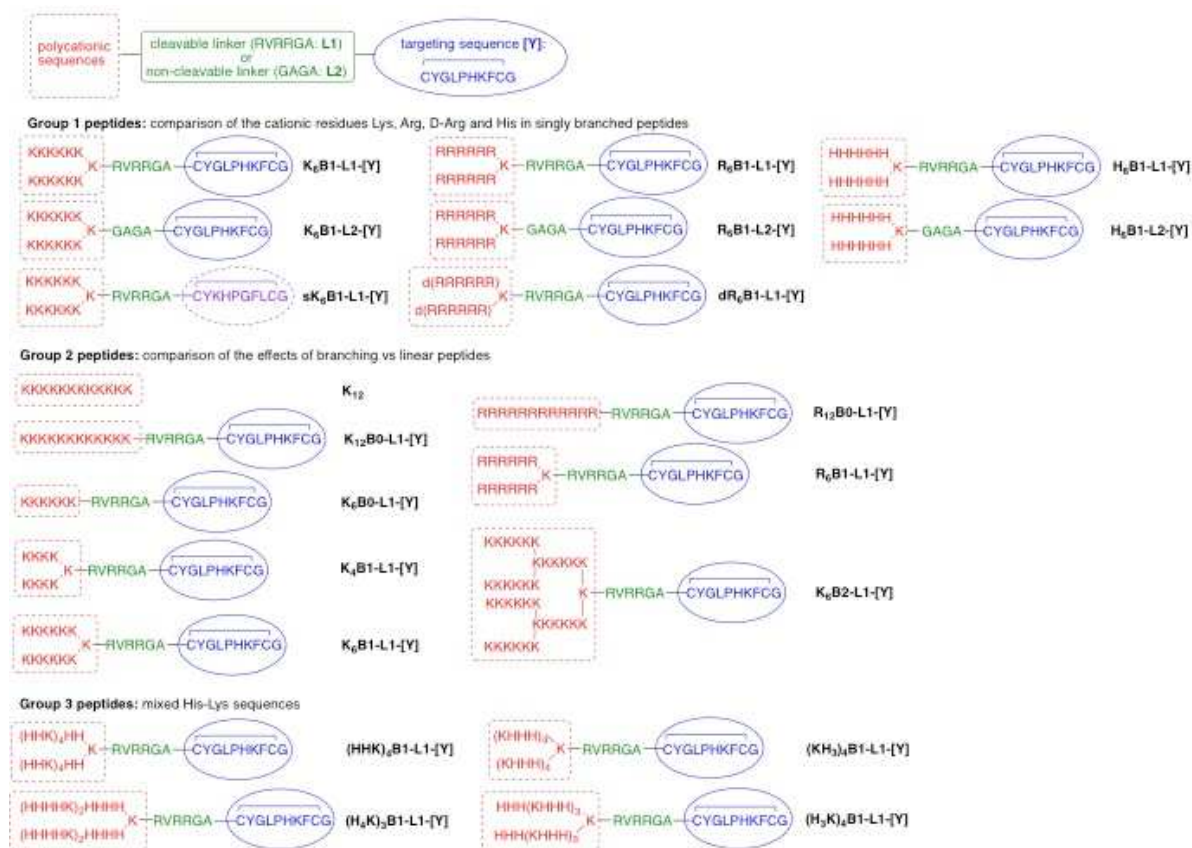 polycationic
sequences
cleavable linker (RVRRGA: L1)
or
non-cleavable linker (GAGA: L2)
targeting sequence [Y]:
CYGLPHKFCG
Group 1 peptides: comparison of the cationic residues Lys, Arg, D-Arg and His in singly branched peptides
KKKKKK
KKKKKK
K RVRRGA CYGLPHKFCG K₆B1-L1-[Y]
RRRRRR
RRRRRR
K RVRRGA CYGLPHKFCG R₆B1-L1-[Y]
HHHHHH
HHHHHH
K RVRRGA CYGLPHKFCG H₆B1-L1-[Y]
KKKKKK
KKKKKK
K GAGA CYGLPHKFCG K₆B1-L2-[Y]
RRRRRR
RRRRRR
K GAGA CYGLPHKFCG R₆B1-L2-[Y]
HHHHHH
HHHHHH
K GAGA CYGLPHKFCG H₆B1-L2-[Y]
KKKKKK
KKKKKK
K RVRRGA CYKHPGFLCG sK₆B1-L1-[Y]
d(RRRRRR)
d(RRRRRR)
K RVRRGA CYGLPHKFCG dR₆B1-L1-[Y]
Group 2 peptides: comparison of the effects of branching vs linear peptides
KKKKKKKKKKKK K₁₂
KKKKKKKKKKKK RVRRGA CYGLPHKFCG K₁₂B0-L1-[Y]
KKKKKK RVRRGA CYGLPHKFCG K₆B0-L1-[Y]
KKKK
KKKK
K RVRRGA CYGLPHKFCG K₄B1-L1-[Y]
KKKKKK
KKKKKK
K RVRRGA CYGLPHKFCG K₆B1-L1-[Y]
RRRRRRRRRRRR RVRRGA CYGLPHKFCG R₁₂B0-L1-[Y]
RRRRRR
RRRRRR
K RVRRGA CYGLPHKFCG R₆B1-L1-[Y]
KKKKKK
KKKKKK
KKKKKK
KKKKKK
KKKKKK
KKKKKK
K RVRRGA CYGLPHKFCG K₆B2-L1-[Y]
Group 3 peptides: mixed His-Lys sequences
(HHK)₄HH
(HHK)₄HH
K RVRRGA CYGLPHKFCG (HHK)₄B1-L1-[Y]
(KHHH)₄
(KHHH)₄
K RVRRGA CYGLPHKFCG (KH₃)₄B1-L1-[Y]
(HHHHK)₂HHHH
(HHHHK)₂HHHH
K RVRRGA CYGLPHKFCG (H₄K)₃B1-L1-[Y]
HHH(KHHH)₃
HHH(KHHH)₃
K RVRRGA CYGLPHKFCG (H₃K)₄B1-L1-[Y]